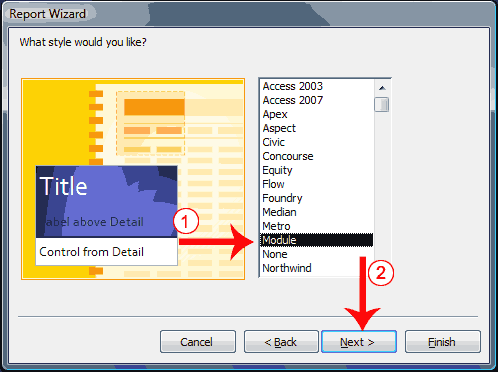 Report Wizard
What style would you like?
Title
Label above Detail
Control from Detail
1
Access 2003
Access 2007
Apex
Aspect
Civic
Concourse
Equity
Flow
Foundry
Median
Metro
Module
None
Northwind
2
Cancel
< Back
Next >
Finish